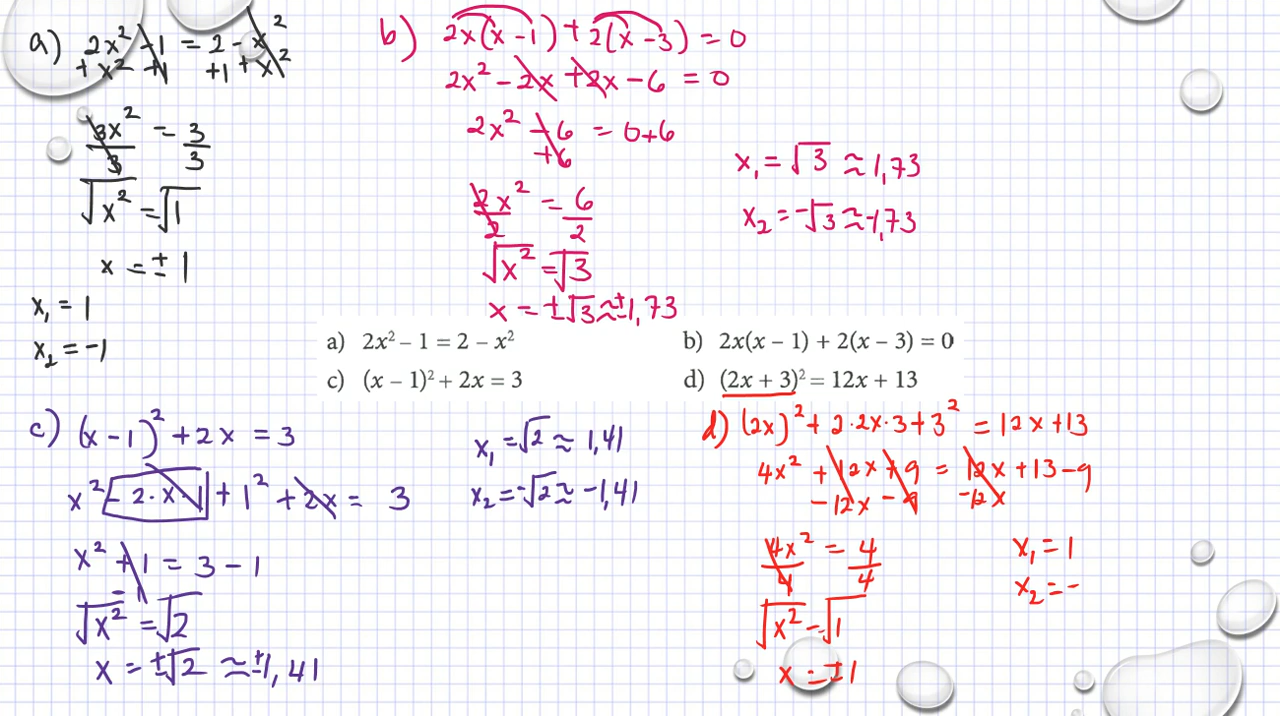 a) 2x² - 1 = 2 - x²
+x² +1 +1 +x²
3x²/3 = 3/3
√x² = √1
x = ± 1
x₁ = 1
x₂ = -1
b) 2x(x - 1) + 2(x - 3) = 0
2x² - 2x + 2x - 6 = 0
2x² - 6 = 0+6
+6
2x²/2 = 6/2
√x² = √3
x = ±√3 ≈ ±1,73
x₁ = √3 ≈ 1,73
x₂ = -√3 ≈ -1,73
a) 2x² – 1 = 2 – x²
b) 2x(x – 1) + 2(x – 3) = 0
c) (x – 1)² + 2x = 3
d) (2x + 3)² = 12x + 13
c) (x - 1)² + 2x = 3
x² - 2·x·1 + 1² + 2x = 3
x² + 1 = 3 - 1
- 1
√x² = √2
x = ±√2 ≈ ±1,41
x₁ = √2 ≈ 1,41
x₂ = -√2 ≈ -1,41
d) (2x)² + 2·2x·3 + 3² = 12x + 13
4x² + 12x + 9 = 12x + 13 - 9
- 12x - 9 -12x
4x²/4 = 4/4
√x² = √1
x = ±1
x₁ = 1
x₂ = -